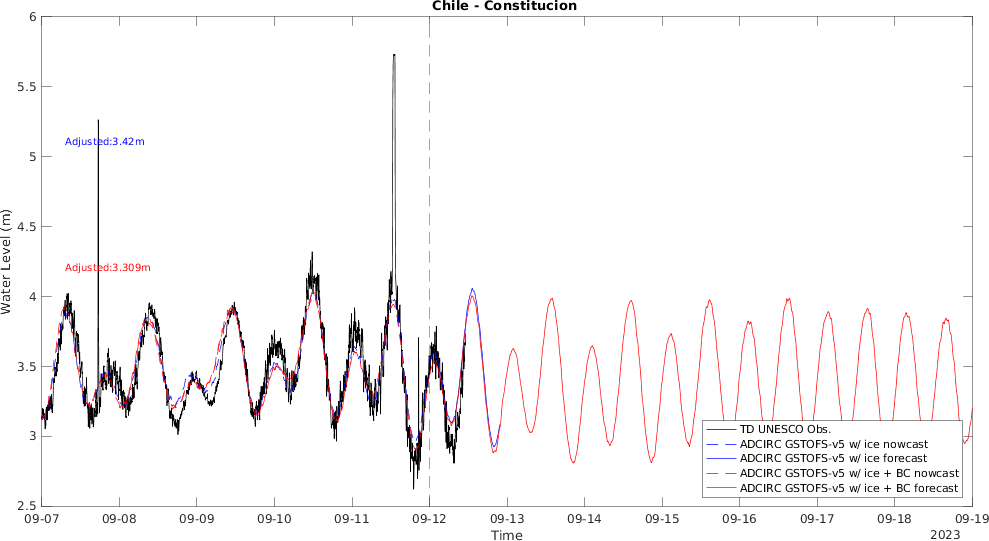 Chile - Constitucion
6
5.5
5
4.5
4
3.5
3
2.5
Water Level (m)
Adjusted:3.42m
Adjusted:3.309m
TD UNESCO Obs.
ADCIRC GSTOFS-v5 w/ ice nowcast
ADCIRC GSTOFS-v5 w/ ice forecast
ADCIRC GSTOFS-v5 w/ ice + BC nowcast
ADCIRC GSTOFS-v5 w/ ice + BC forecast
09-07 09-08 09-09 09-10 09-11 09-12 09-13 09-14 09-15 09-16 09-17 09-18 09-19
Time
2023